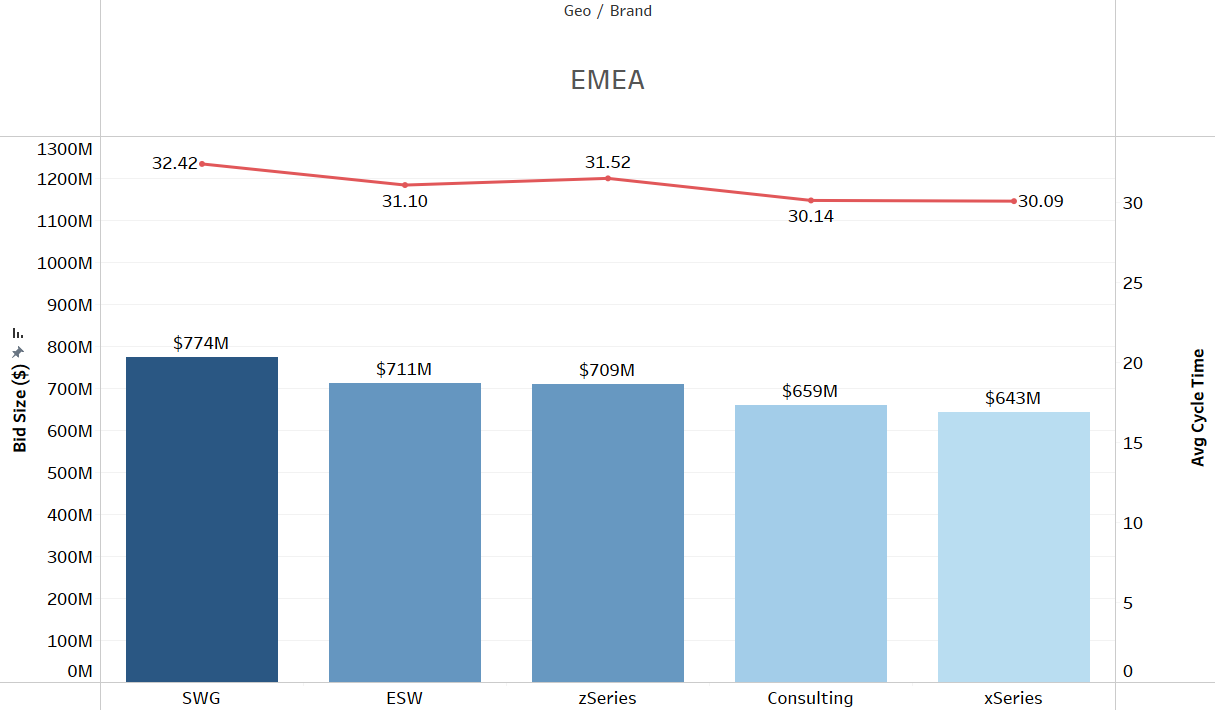 Geo / Brand
EMEA
1300M
1200M
1100M
1000M
900M
800M
700M
600M
500M
400M
300M
200M
100M
0M
Bid Size ($)
32.42
31.10
31.52
30.14
30.09
$774M
$711M
$709M
$659M
$643M
30
25
20
15
10
5
0
Avg Cycle Time
SWG
ESW
zSeries
Consulting
xSeries